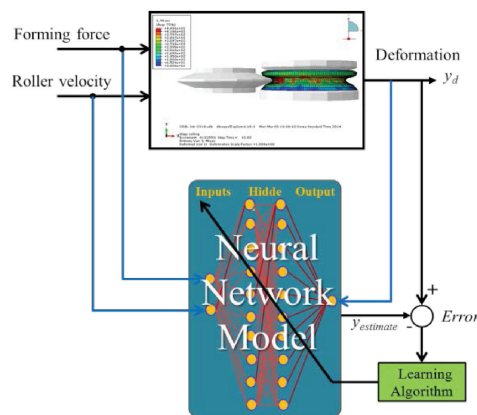 Forming force
Roller velocity
Deformation
y_d
Inputs Hidde Output
Neural
Network
Model
y_estimate
+
-
Error
Learning
Algorithm